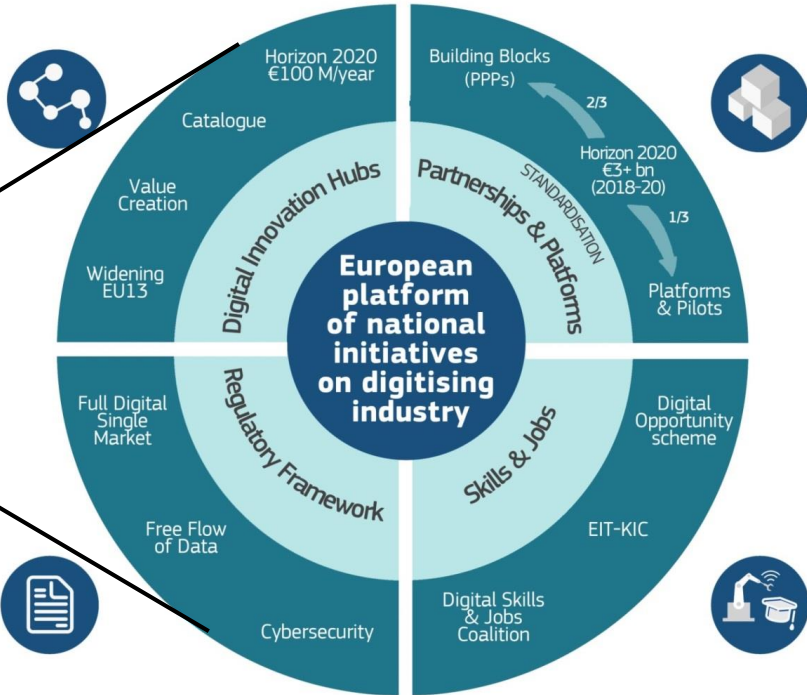 Horizon 2020
€100 M/year
Catalogue
Value
Creation
Widening
EU13
Digital Innovation Hubs
Building Blocks
(PPPs)
2/3
Horizon 2020
€3+ bn
(2018-20)
1/3
Platforms
& Pilots
STANDARDISATION
Partnerships & Platforms
European
platform
of national
initiatives
on digitising
industry
Full Digital
Single
Market
Free Flow
of Data
Cybersecurity
Regulatory Framework
Skills & Jobs
Digital
Opportunity
scheme
EIT-KIC
Digital Skills
& Jobs
Coalition